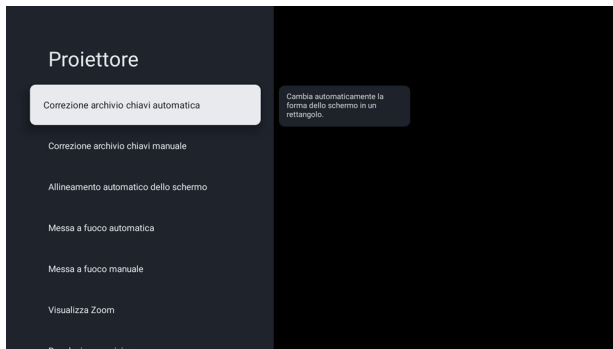 Proiettore
Correzione archivio chiavi automatica
Cambia automaticamente la
forma dello schermo in un
rettangolo.
Correzione archivio chiavi manuale
Allineamento automatico dello schermo
Messa a fuoco automatica
Messa a fuoco manuale
Visualizza Zoom